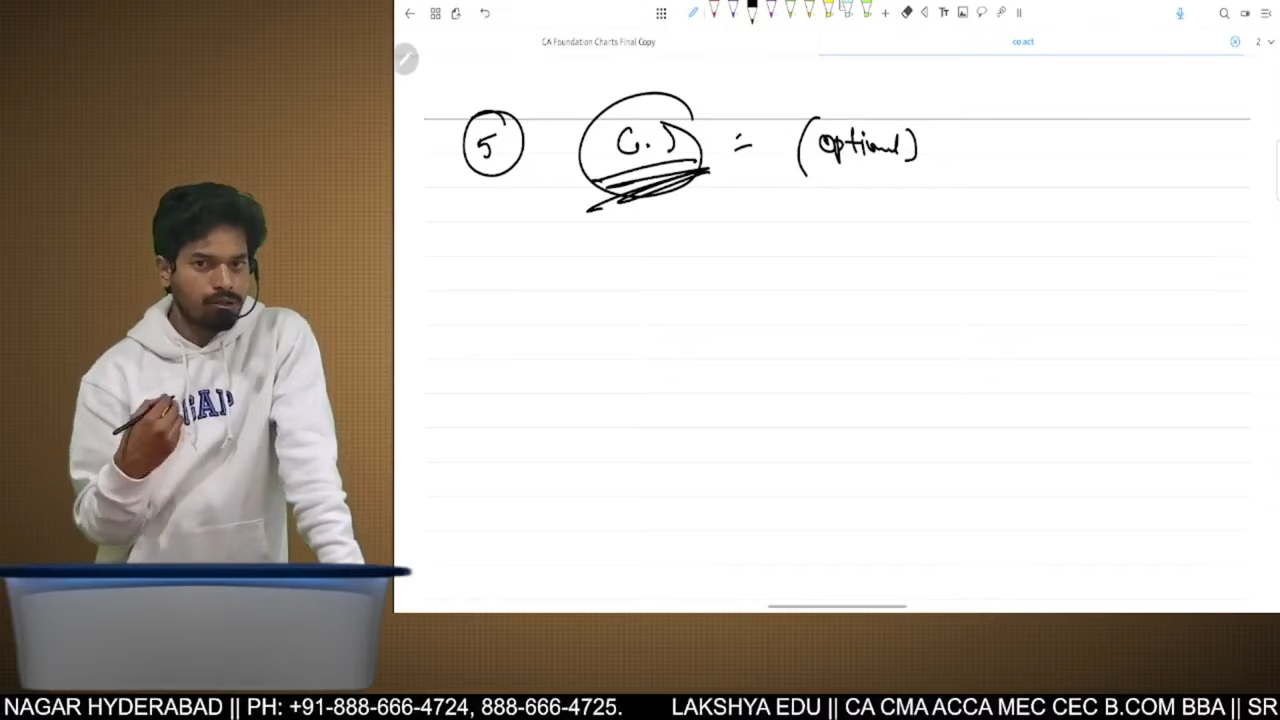 CA Foundation Charts Final Copy
co act
2
5 C.S = (optional)
GAP
NAGAR HYDERABAD || PH: +91-888-666-4724, 888-666-4725. LAKSHYA EDU || CA CMA ACCA MEC CEC B.COM BBA || SR